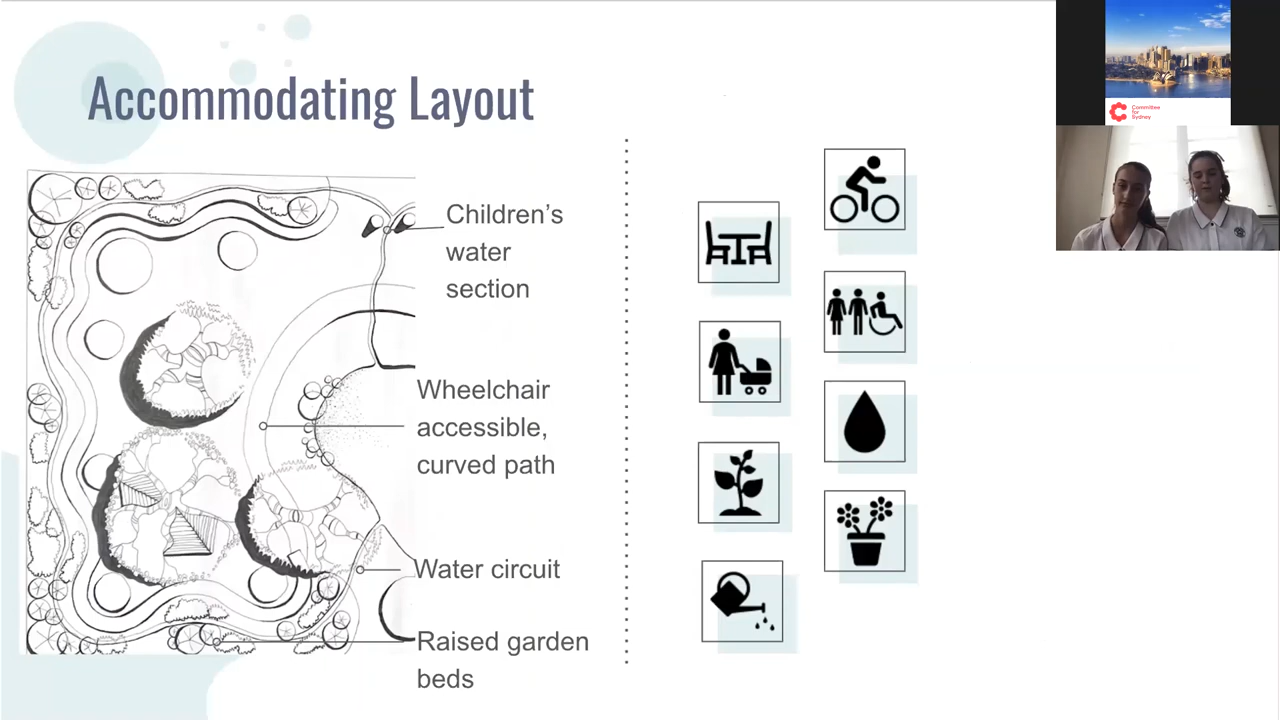 Accommodating Layout
Children's
water
section
Wheelchair
accessible,
curved path
Water circuit
Raised garden
beds
Committee
for
Sydney